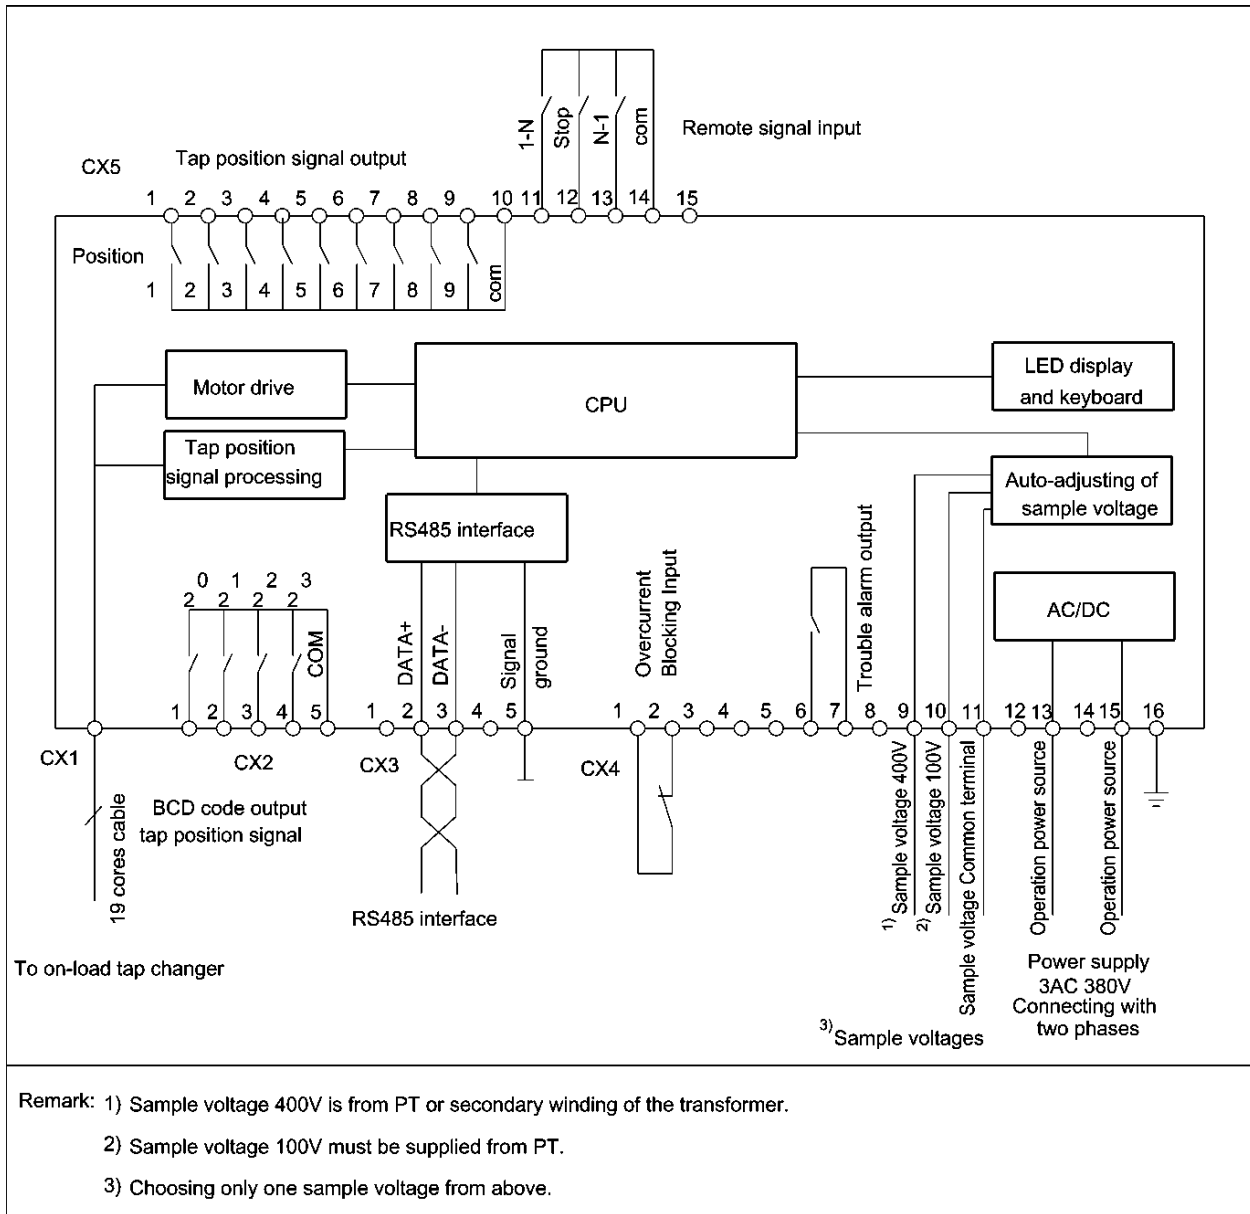 1-N
Stop
N-1
com
Remote signal input
Tap position signal output
CX5
1 2 3 4 5 6 7 8 9 10 11 12 13 14 15
Position
1 2 3 4 5 6 7 8 9 com
Motor drive
CPU
LED display
and keyboard
Tap position
signal processing
Auto-adjusting of
sample voltage
RS485 interface
AC/DC
0 1 2 3
2 2 2 2
COM
DATA+
DATA-
Signal
ground
Overcurrent
Blocking Input
Trouble alarm output
1 2 3 4 5
1 2 3 4 5
1 2 3 4 5 6 7 8 9 10 11 12 13 14 15 16
CX1
CX2
CX3
CX4
19 cores cable
BCD code output
tap position signal
RS485 interface
1) Sample voltage 400V
2) Sample voltage 100V
Sample voltage Common terminal
Operation power source
Operation power source
To on-load tap changer
Power supply
3AC 380V
Connecting with
two phases
3) Sample voltages
Remark: 1) Sample voltage 400V is from PT or secondary winding of the transformer.
2) Sample voltage 100V must be supplied from PT.
3) Choosing only one sample voltage from above.